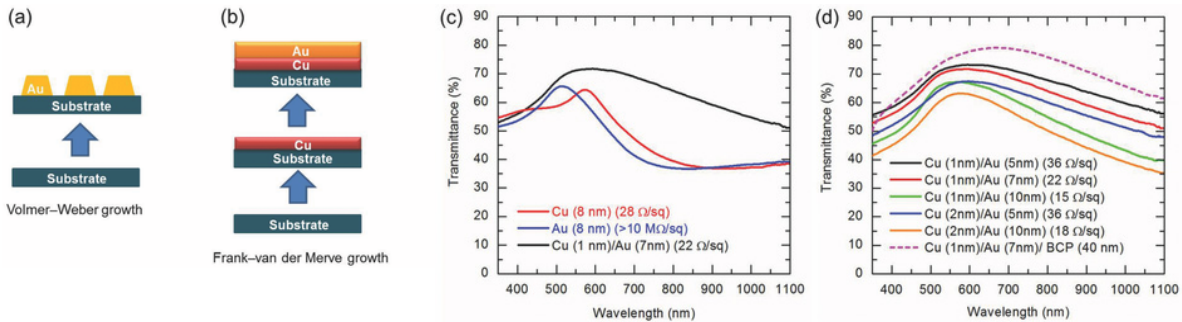 (a)
Au
Substrate
Substrate
Volmer–Weber growth
(b)
Au
Cu
Substrate
Cu
Substrate
Substrate
Frank–van der Merve growth
(c)
Transmittance (%)
90
80
70
60
50
40
30
20
10
0
Cu (8 nm) (28 Ω/sq)
Au (8 nm) (>10 MΩ/sq)
Cu (1 nm)/Au (7nm) (22 Ω/sq)
400 500 600 700 800 900 1000 1100
Wavelength (nm)
(d)
Transmittance (%)
90
80
70
60
50
40
30
20
10
0
Cu (1nm)/Au (5nm) (36 Ω/sq)
Cu (1nm)/Au (7nm) (22 Ω/sq)
Cu (1nm)/Au (10nm) (15 Ω/sq)
Cu (2nm)/Au (5nm) (36 Ω/sq)
Cu (2nm)/Au (10nm) (18 Ω/sq)
Cu (1nm)/Au (7nm)/ BCP (40 nm)
400 500 600 700 800 900 1000 1100
Wavelength (nm)